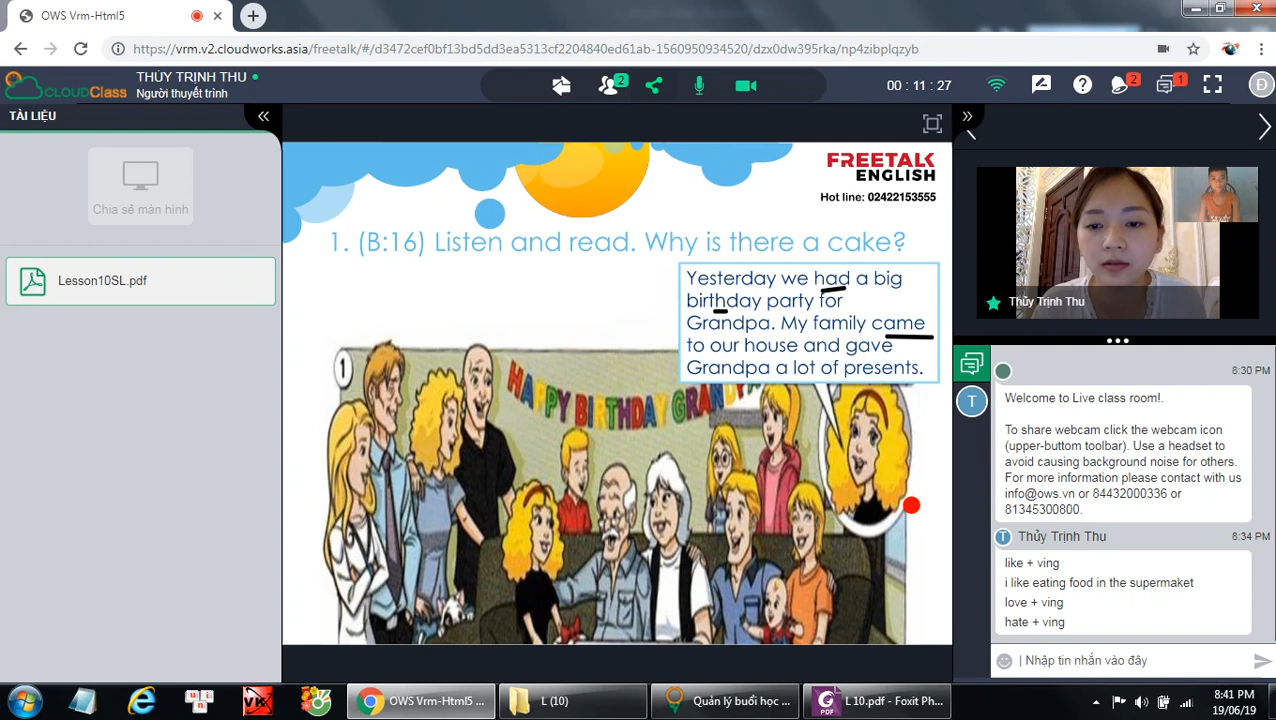 OWS Vrm-Html5
https://vrm.v2.cloudworks.asia/freetalk/#/d3472cef0bf13bd5dd3ea5313cf2204840ed61ab-1560950934520/dzx0dw395rka/np4zibplqzyb
CLOUDClass
THÙY TRỊNH THU
Người thuyết trình
2
00 : 11 : 27
2
1
Đ
TÀI LIỆU
Chia sẻ màn hình
Lesson10SL.pdf
FREETALK
ENGLISH
Hot line: 02422153555
1. (B:16) Listen and read. Why is there a cake?
Yesterday we had a big
birthday party for
Grandpa. My family came
to our house and gave
Grandpa a lot of presents.
1
HAPPY BIRTHDAY GRANDPA
Thủy Trịnh Thu
8:30 PM
T
Welcome to Live class room!.
To share webcam click the webcam icon
(upper-buttom toolbar). Use a headset to
avoid causing background noise for others.
For more information please contact with us
info@ows.vn or 84432000336 or
81345300800.
T
Thủy Trịnh Thu
8:34 PM
like + ving
i like eating food in the supermaket
love + ving
hate + ving
Nhập tin nhắn vào đây
OWS Vrm-Html5 ...
L (10)
Quản lý buổi học ...
L 10.pdf - Foxit Ph...
8:41 PM
19/06/19